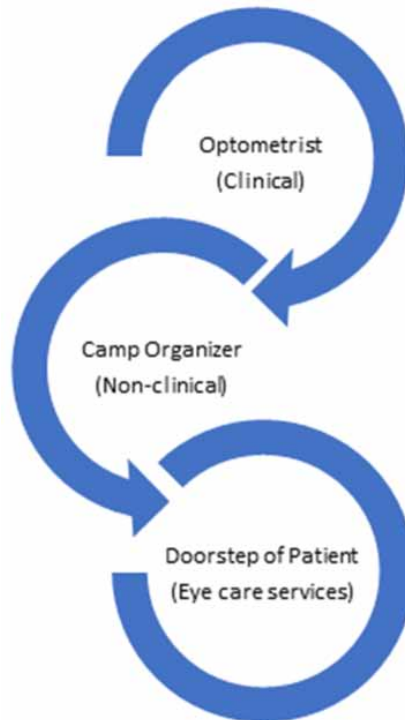 Optometrist
(Clinical)
Camp Organizer
(Non-clinical)
Doorstep of Patient
(Eye care services)